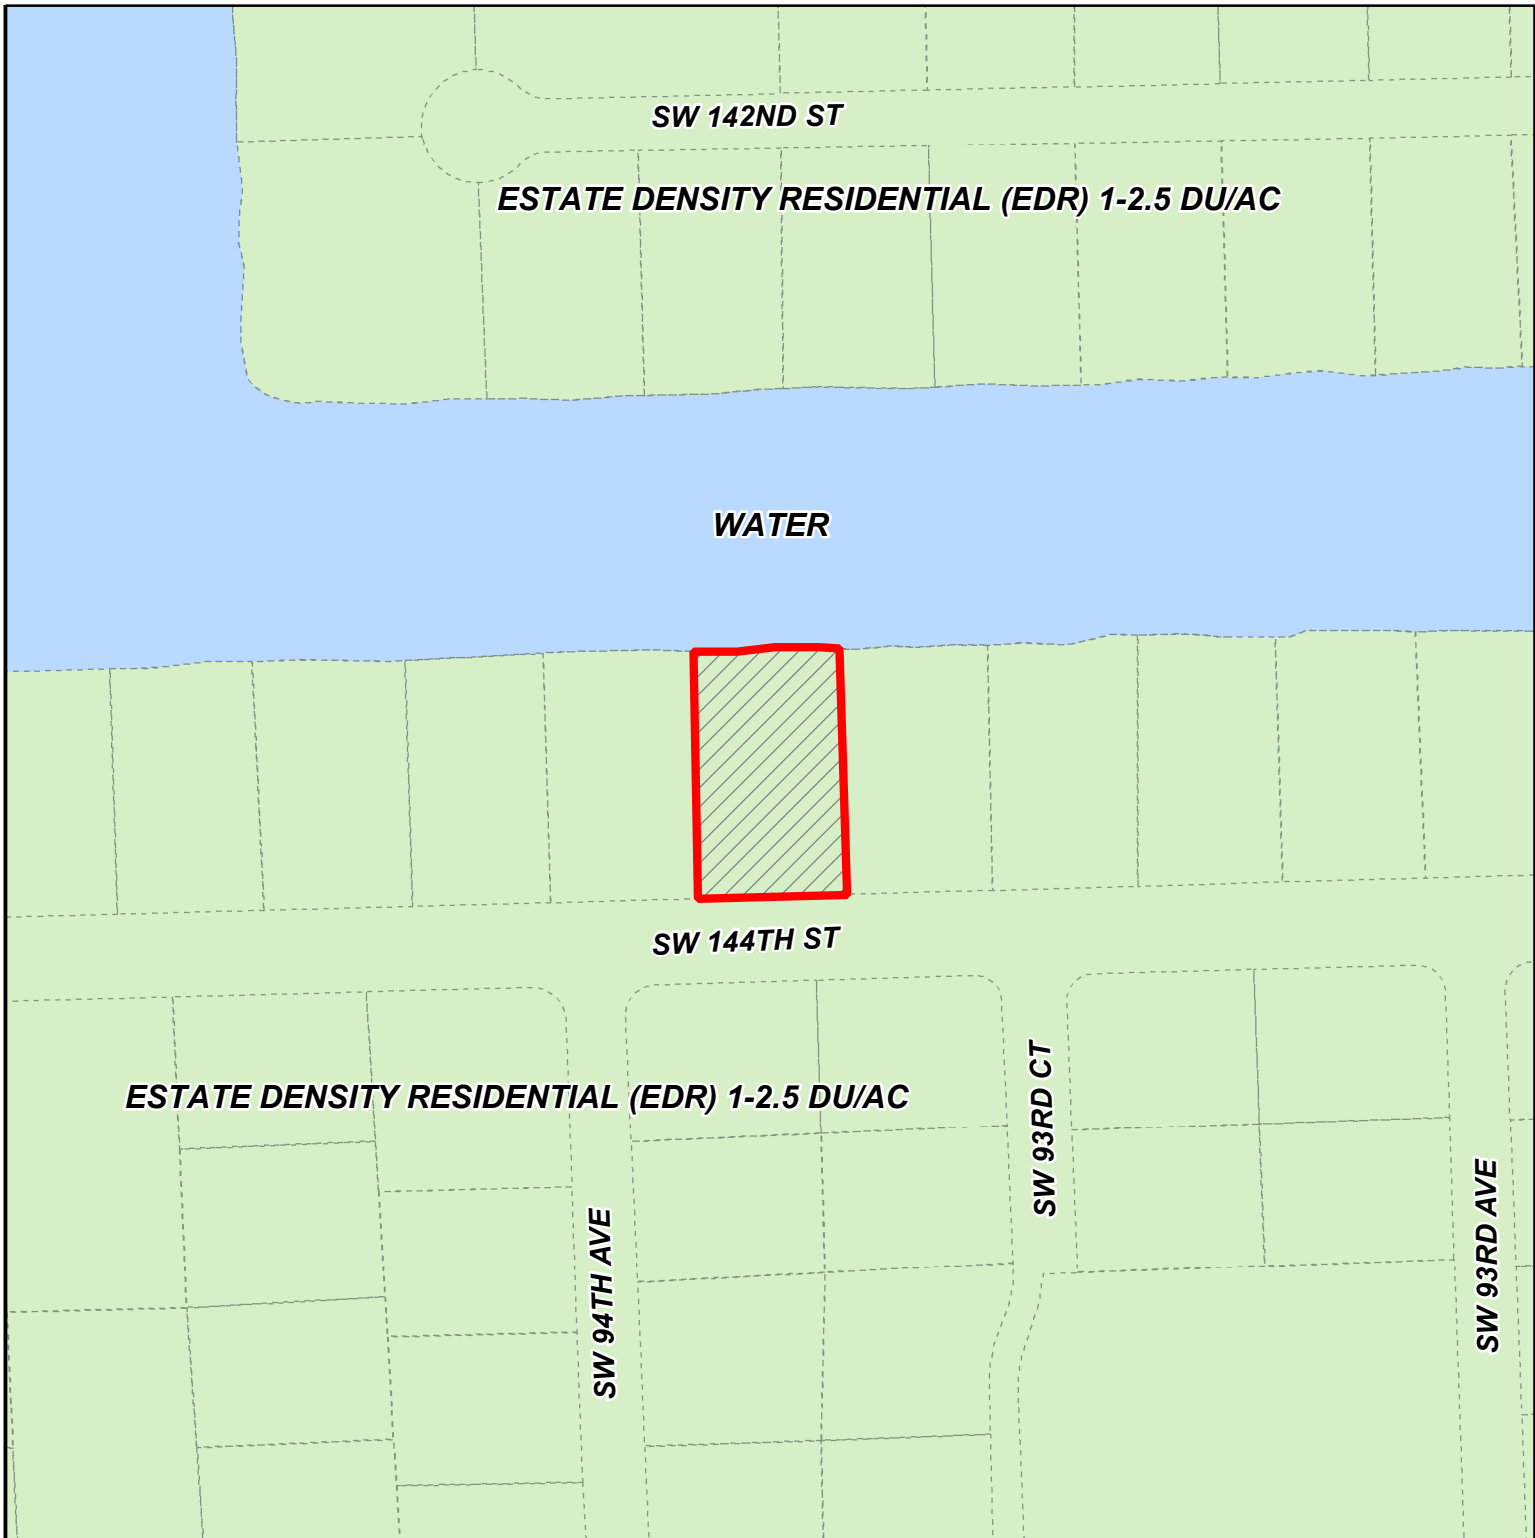 SW 142ND ST
ESTATE DENSITY RESIDENTIAL (EDR) 1-2.5 DU/AC
WATER
SW 144TH ST
ESTATE DENSITY RESIDENTIAL (EDR) 1-2.5 DU/AC
SW 93RD CT
SW 94TH AVE
SW 93RD AVE